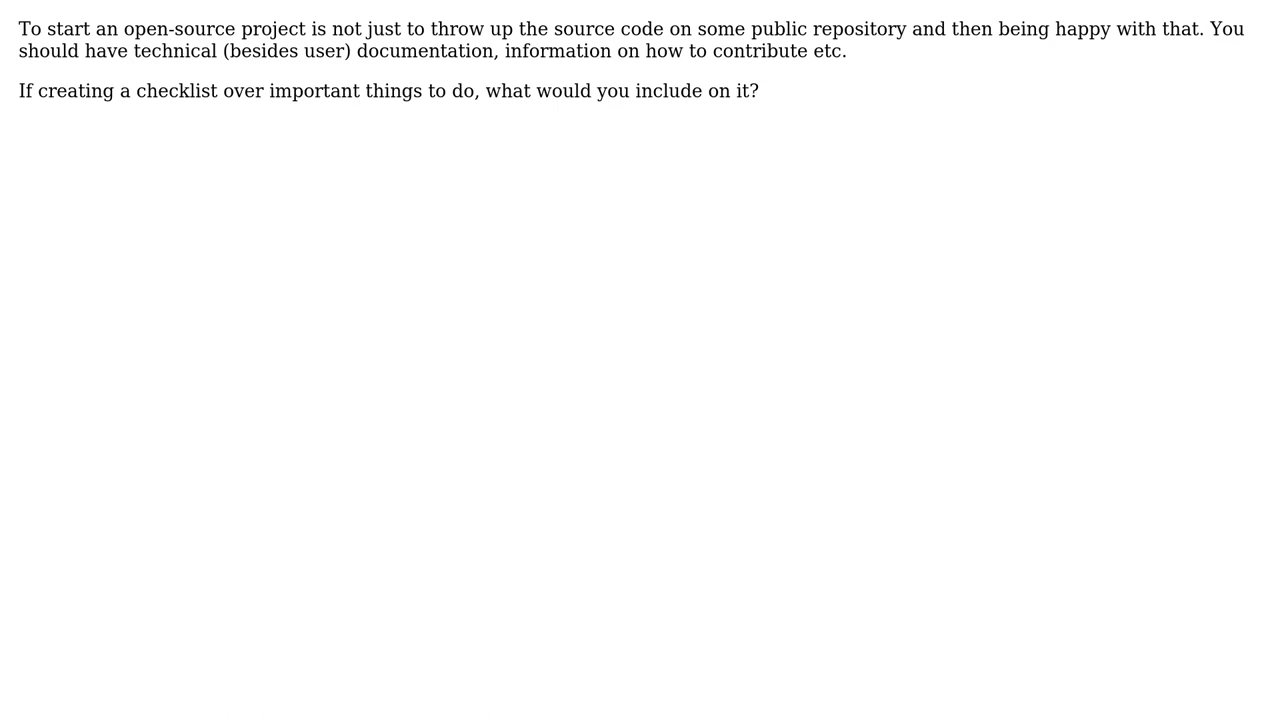 To start an open-source project is not just to throw up the source code on some public repository and then being happy with that. You
should have technical (besides user) documentation, information on how to contribute etc.
If creating a checklist over important things to do, what would you include on it?